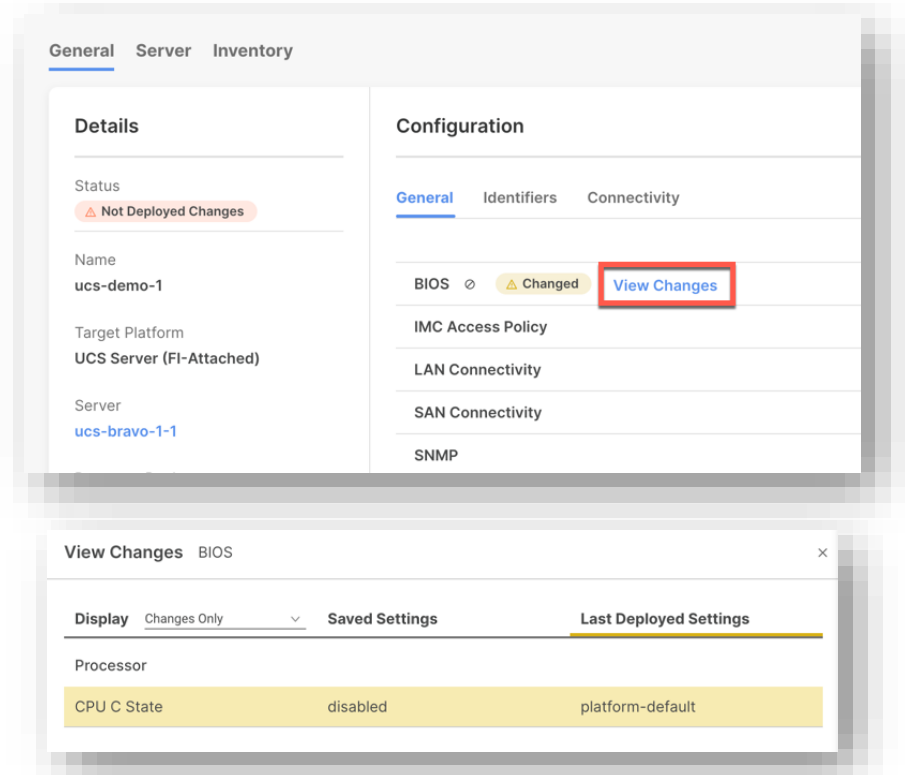 General Server Inventory
Details
Status
Not Deployed Changes
Name
ucs-demo-1
Target Platform
UCS Server (FI-Attached)
Server
ucs-bravo-1-1
Configuration
General Identifiers Connectivity
BIOS Changed View Changes
IMC Access Policy
LAN Connectivity
SAN Connectivity
SNMP
View Changes BIOS
Display Changes Only Saved Settings Last Deployed Settings
Processor
CPU C State disabled platform-default